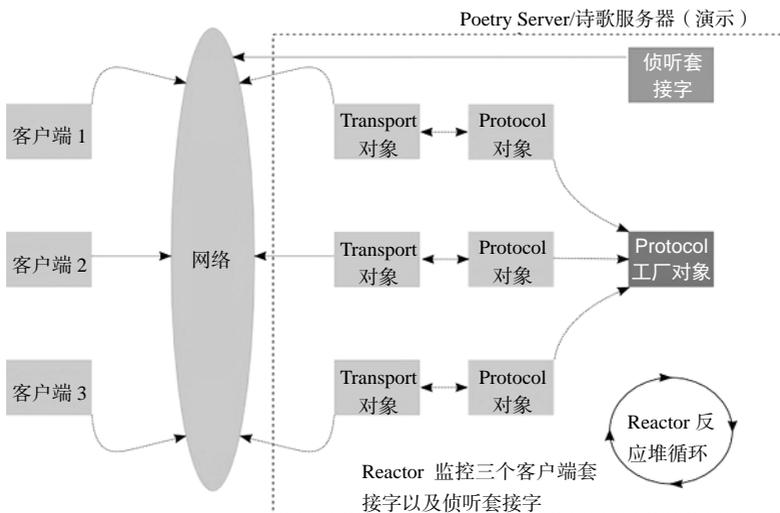 Poetry Server/诗歌服务器（演示）
侦听套
接字
客户端 1
Transport
对象
Protocol
对象
客户端 2
网络
Transport
对象
Protocol
对象
Protocol
工厂对象
客户端 3
Transport
对象
Protocol
对象
Reactor 反
应堆循环
Reactor 监控三个客户端套
接字以及侦听套接字